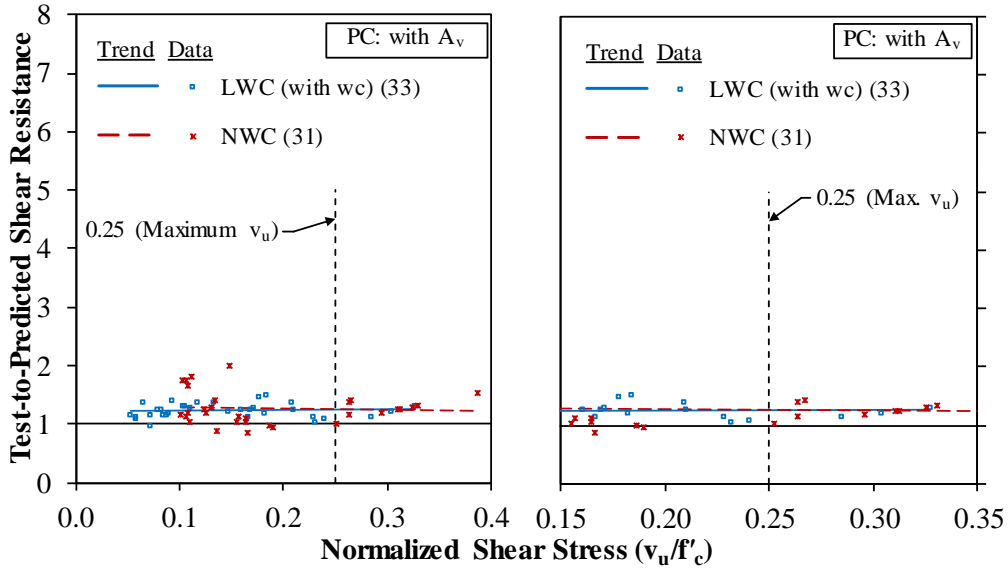 Test-to-Predicted Shear Resistance
8
7
6
5
4
3
2
1
0
PC: with Aᵥ
Trend Data
LWC (with wc) (33)
NWC (31)
0.25 (Maximum vᵤ)
0.0 0.1 0.2 0.3 0.4
PC: with Aᵥ
Trend Data
LWC (with wc) (33)
NWC (31)
0.25 (Max. vᵤ)
0.15 0.20 0.25 0.30 0.35
Normalized Shear Stress (vᵤ/f′c)